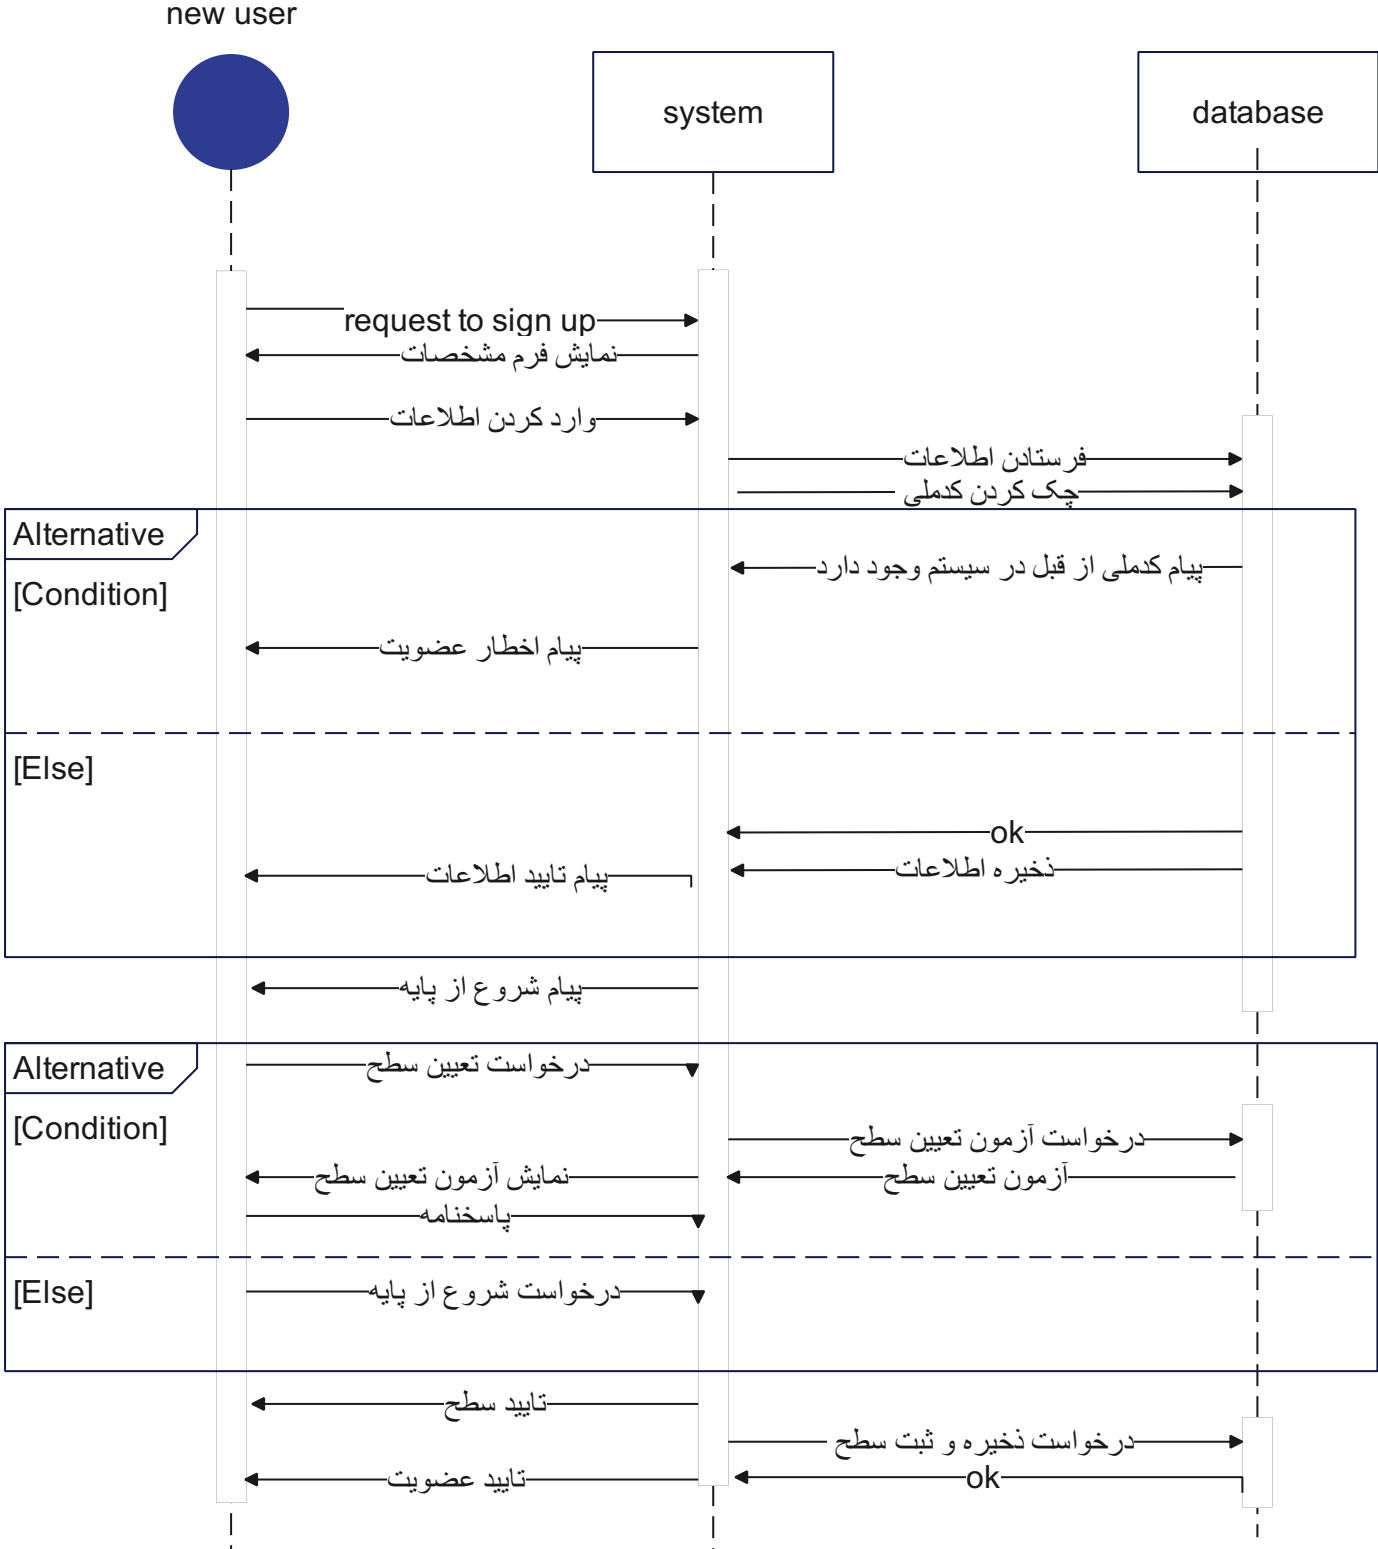 new user
system
database
request to sign up
نمایش فرم مشخصات
وارد کردن اطلاعات
فرستادن اطلاعات
چک کردن کدملی
Alternative
[Condition]
پیام کدملی از قبل در سیستم وجود دارد
پیام اخطار عضویت
[Else]
ok
ذخیره اطلاعات
پیام تایید اطلاعات
پیام شروع از پایه
Alternative
درخواست تعیین سطح
[Condition]
درخواست آزمون تعیین سطح
آزمون تعیین سطح
نمایش آزمون تعیین سطح
پاسخنامه
[Else]
درخواست شروع از پایه
تایید سطح
درخواست ذخیره و ثبت سطح
ok
تایید عضویت